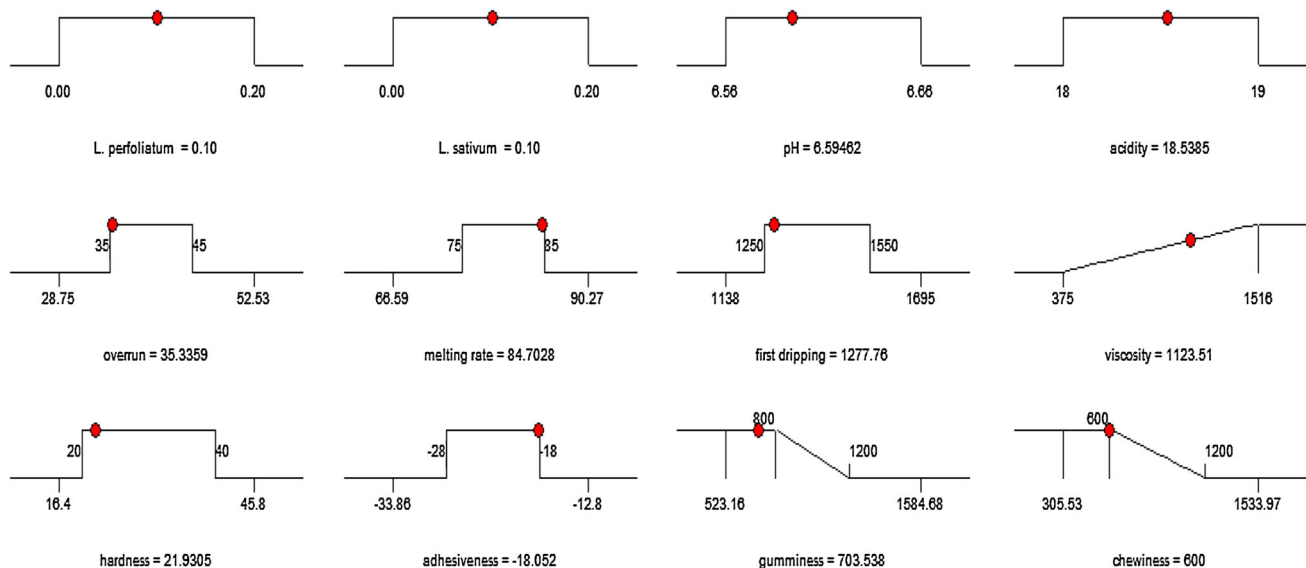 0.00 0.20 0.00 0.20 6.56 6.66 18 19
L. perfoliatum = 0.10 L. sativum = 0.10 pH = 6.59462 acidity = 18.5385
35 45 75 85 1250 1550
28.75 52.53 66.59 90.27 1138 1695 375 1516
overrun = 35.3359 melting rate = 84.7028 first dripping = 1277.76 viscosity = 1123.51
20 40 -28 -18 800 1200 600 1200
16.4 45.8 -33.86 -12.8 523.16 1584.68 305.53 1533.97
hardness = 21.9305 adhesiveness = -18.052 gumminess = 703.538 chewiness = 600